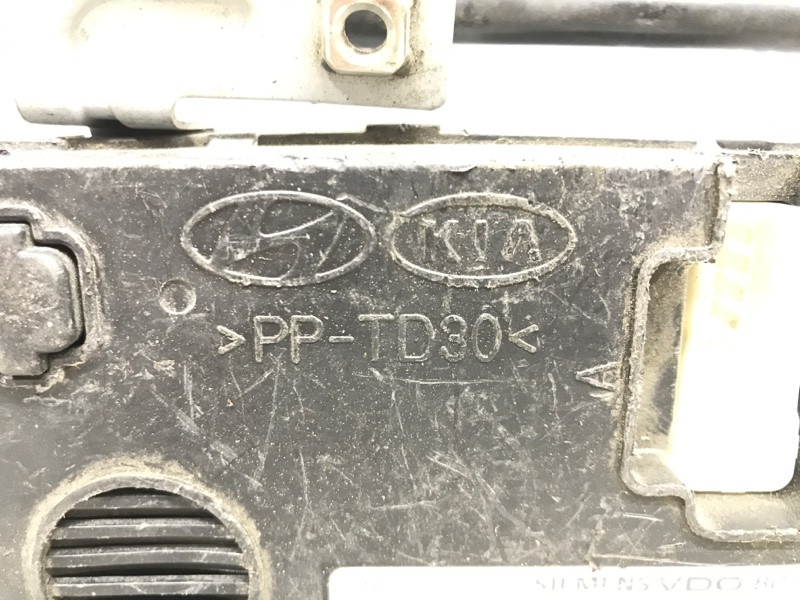 KIA
>PP-TD30<
A
SIEMENS VDO